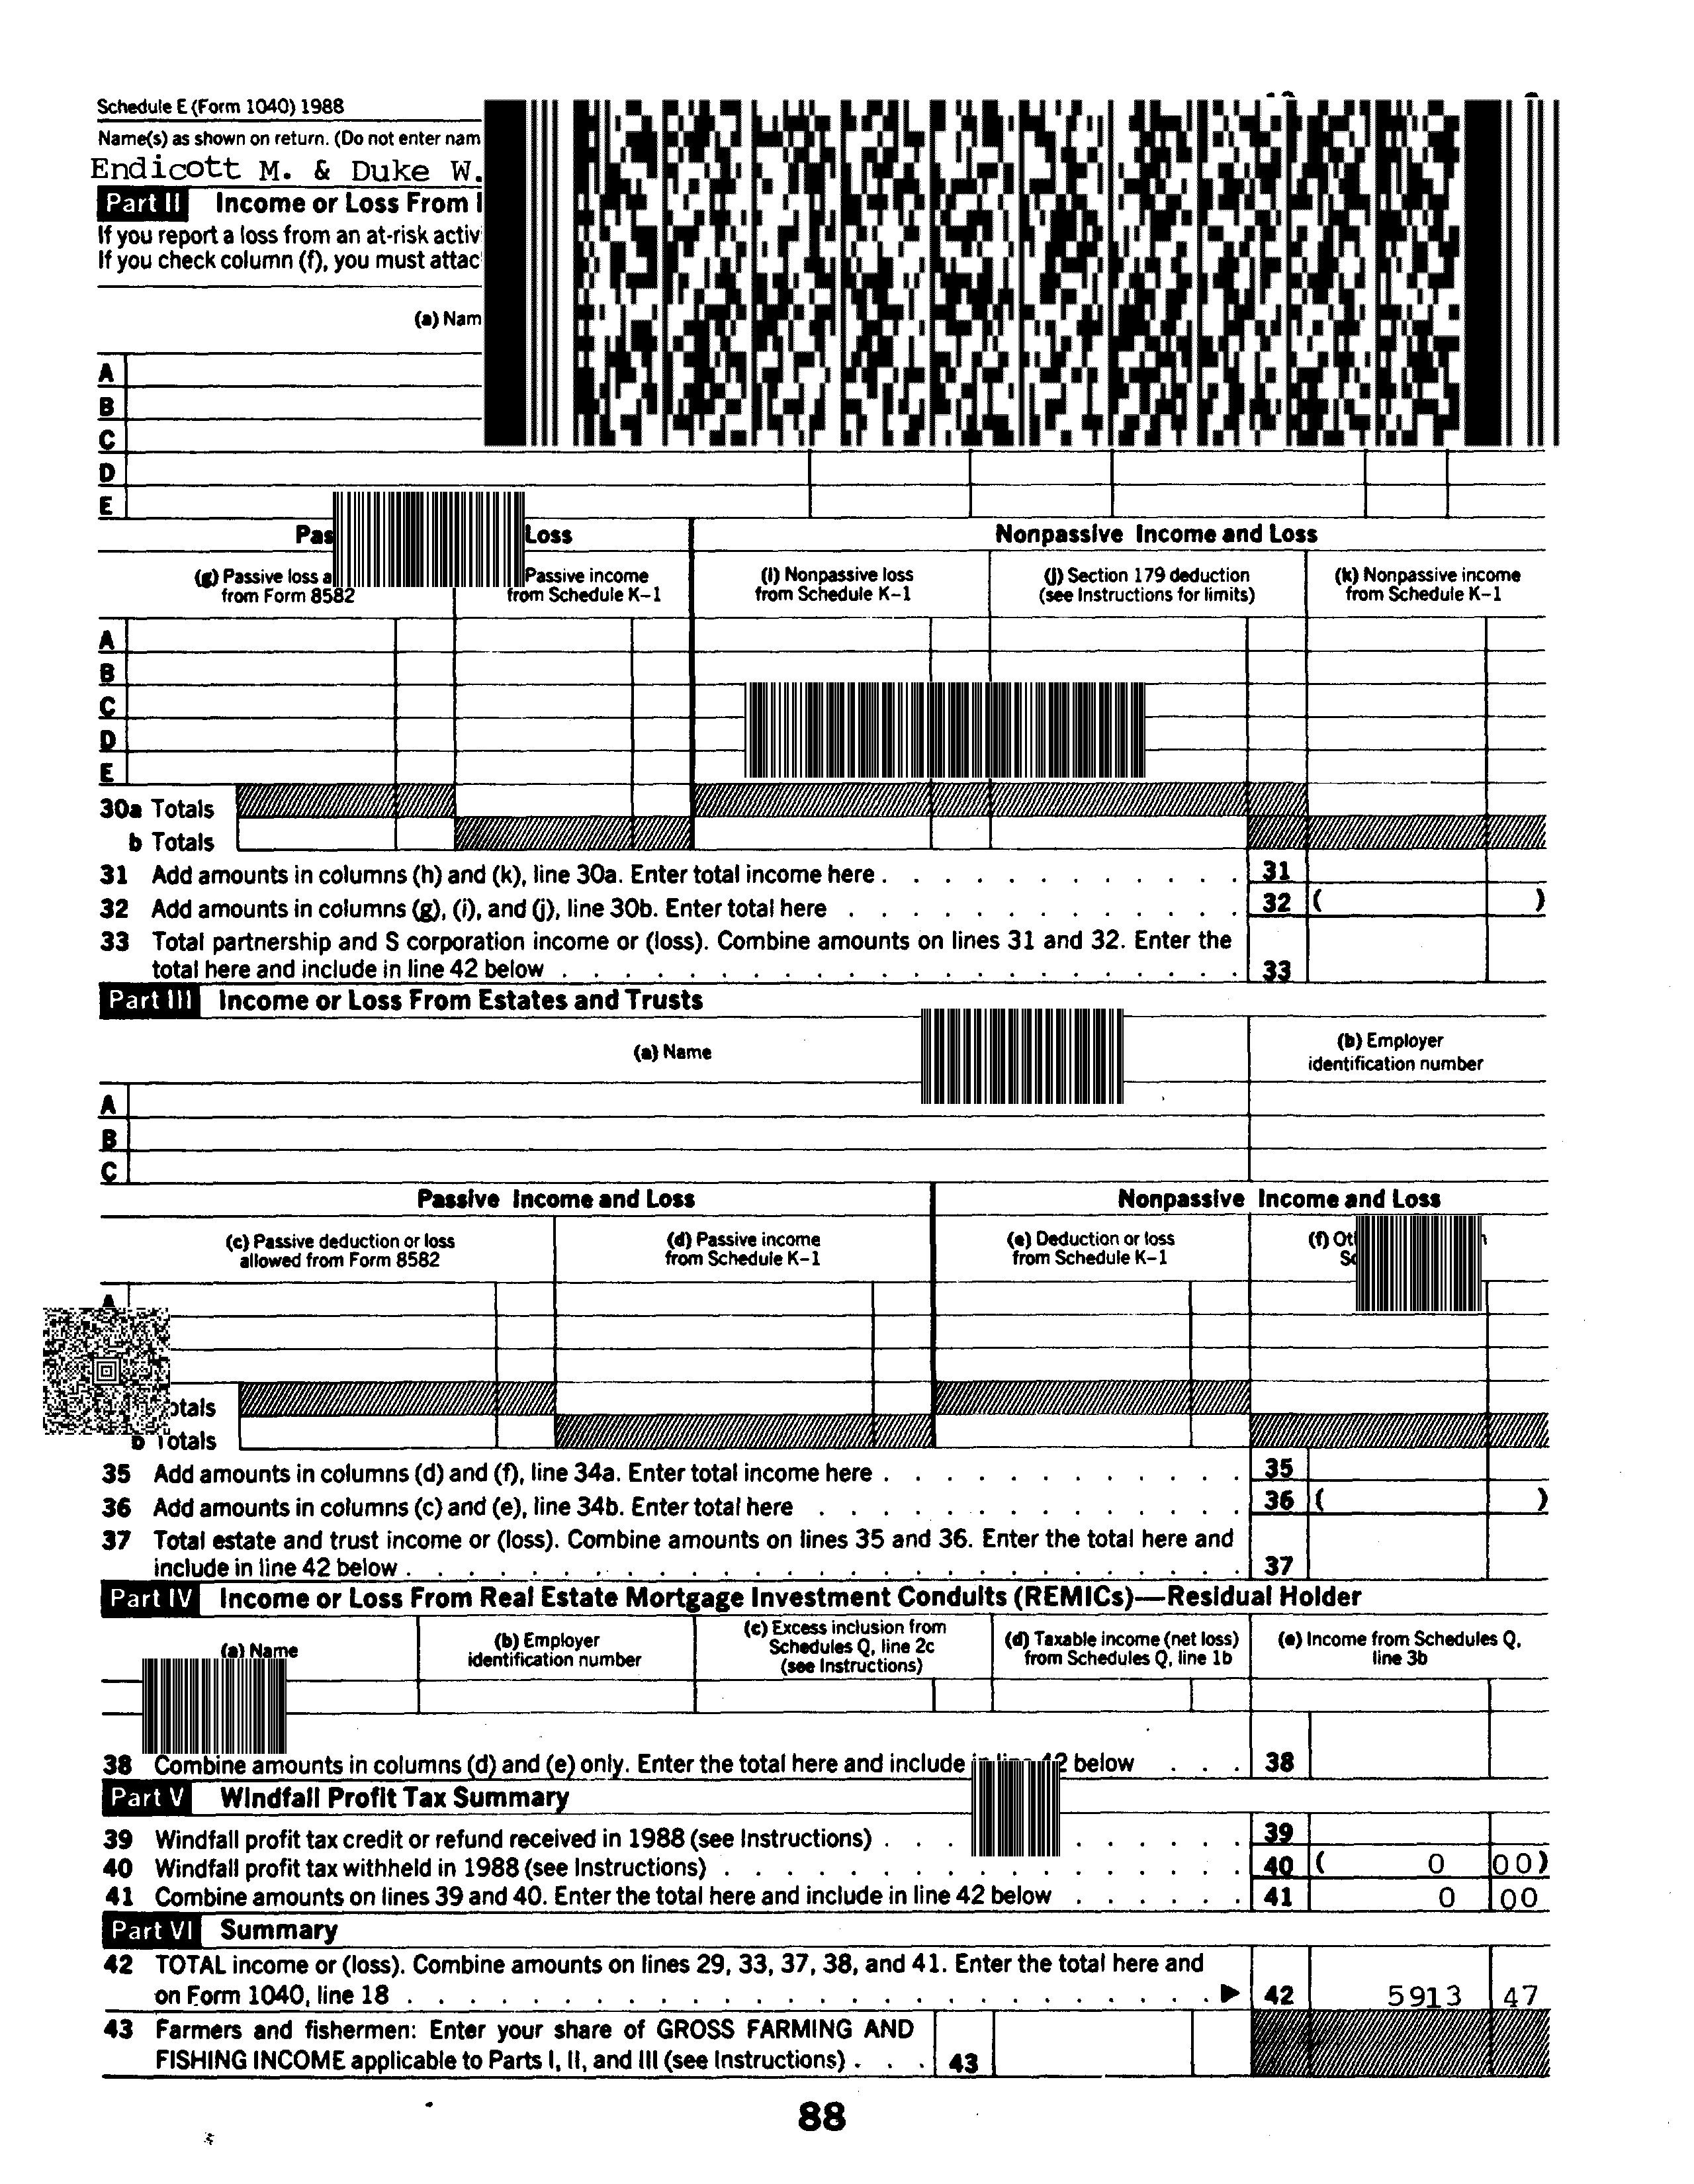 Schedule E (Form 1040) 1988
Name(s) as shown on return. (Do not enter nam
Endicott M. & Duke W.
Part II Income or Loss From
If you report a loss from an at-risk activ
If you check column (f), you must attac
(a) Nam
A
B
C
D
E
Pas Loss Nonpassive Income and Loss
(g) Passive loss a Passive income (i) Nonpassive loss (j) Section 179 deduction (k) Nonpassive income
from Form 8582 from Schedule K-1 from Schedule K-1 (see Instructions for limits) from Schedule K-1
A
B
C
D
E
30a Totals
b Totals
31 Add amounts in columns (h) and (k), line 30a. Enter total income here . . . . . . . . . . . . 31
32 Add amounts in columns (g), (i), and (j), line 30b. Enter total here . . . . . . . . . . . . . 32 ( )
33 Total partnership and S corporation income or (loss). Combine amounts on lines 31 and 32. Enter the
total here and include in line 42 below . . . . . . . . . . . . . . . . . . . . . . 33
Part III Income or Loss From Estates and Trusts
(a) Name (b) Employer
identification number
A
B
C
Passive Income and Loss Nonpassive Income and Loss
(c) Passive deduction or loss (d) Passive income (e) Deduction or loss (f) Ot
allowed from Form 8582 from Schedule K-1 from Schedule K-1
A
otals
b Totals
35 Add amounts in columns (d) and (f), line 34a. Enter total income here . . . . . . . . . . . . 35
36 Add amounts in columns (c) and (e), line 34b. Enter total here . . . . . . . . . . . . . . 36 ( )
37 Total estate and trust income or (loss). Combine amounts on lines 35 and 36. Enter the total here and
include in line 42 below . . . . . . . . . . . . . . . . . . . . . . . . . . . 37
Part IV Income or Loss From Real Estate Mortgage Investment Conduits (REMICs)—Residual Holder
(a) Name (b) Employer identification number (c) Excess inclusion from Schedules Q, line 2c (see Instructions) (d) Taxable income (net loss) from Schedules Q, line 1b (e) Income from Schedules Q, line 3b
38 Combine amounts in columns (d) and (e) only. Enter the total here and include in line 42 below . . . 38
Part V Windfall Profit Tax Summary
39 Windfall profit tax credit or refund received in 1988 (see Instructions) . . . . . . . . . 39
40 Windfall profit tax withheld in 1988 (see Instructions) . . . . . . . . . . . . . . . . . 40 ( 0 00)
41 Combine amounts on lines 39 and 40. Enter the total here and include in line 42 below . . . . . . 41 0 00
Part VI Summary
42 TOTAL income or (loss). Combine amounts on lines 29, 33, 37, 38, and 41. Enter the total here and
on Form 1040, line 18 . . . . . . . . . . . . . . . . . . . . . . . . . . . ▶ 42 5913 47
43 Farmers and fishermen: Enter your share of GROSS FARMING AND
FISHING INCOME applicable to Parts I, II, and III (see Instructions) . . . 43
88